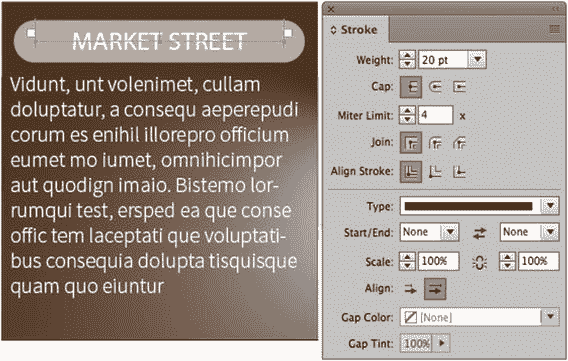 MARKET STREET
Vidunt, unt volenimet, cullam
doluptatur, a consequ aeperepudi
corum es enihil illorepro officium
eumet mo iumet, omnihicimpor
aut quodign imaio. Bistemo lor-
rumqui test, ersped ea que conse
offic tem laceptati que voluptati-
bus consequia dolupta tisquisque
quam quo eiuntur
Stroke
Weight: 20 pt
Cap:
Miter Limit: 4 x
Join:
Align Stroke:
Type:
Start/End: None None
Scale: 100% 100%
Align:
Gap Color: [None]
Gap Tint: 100%